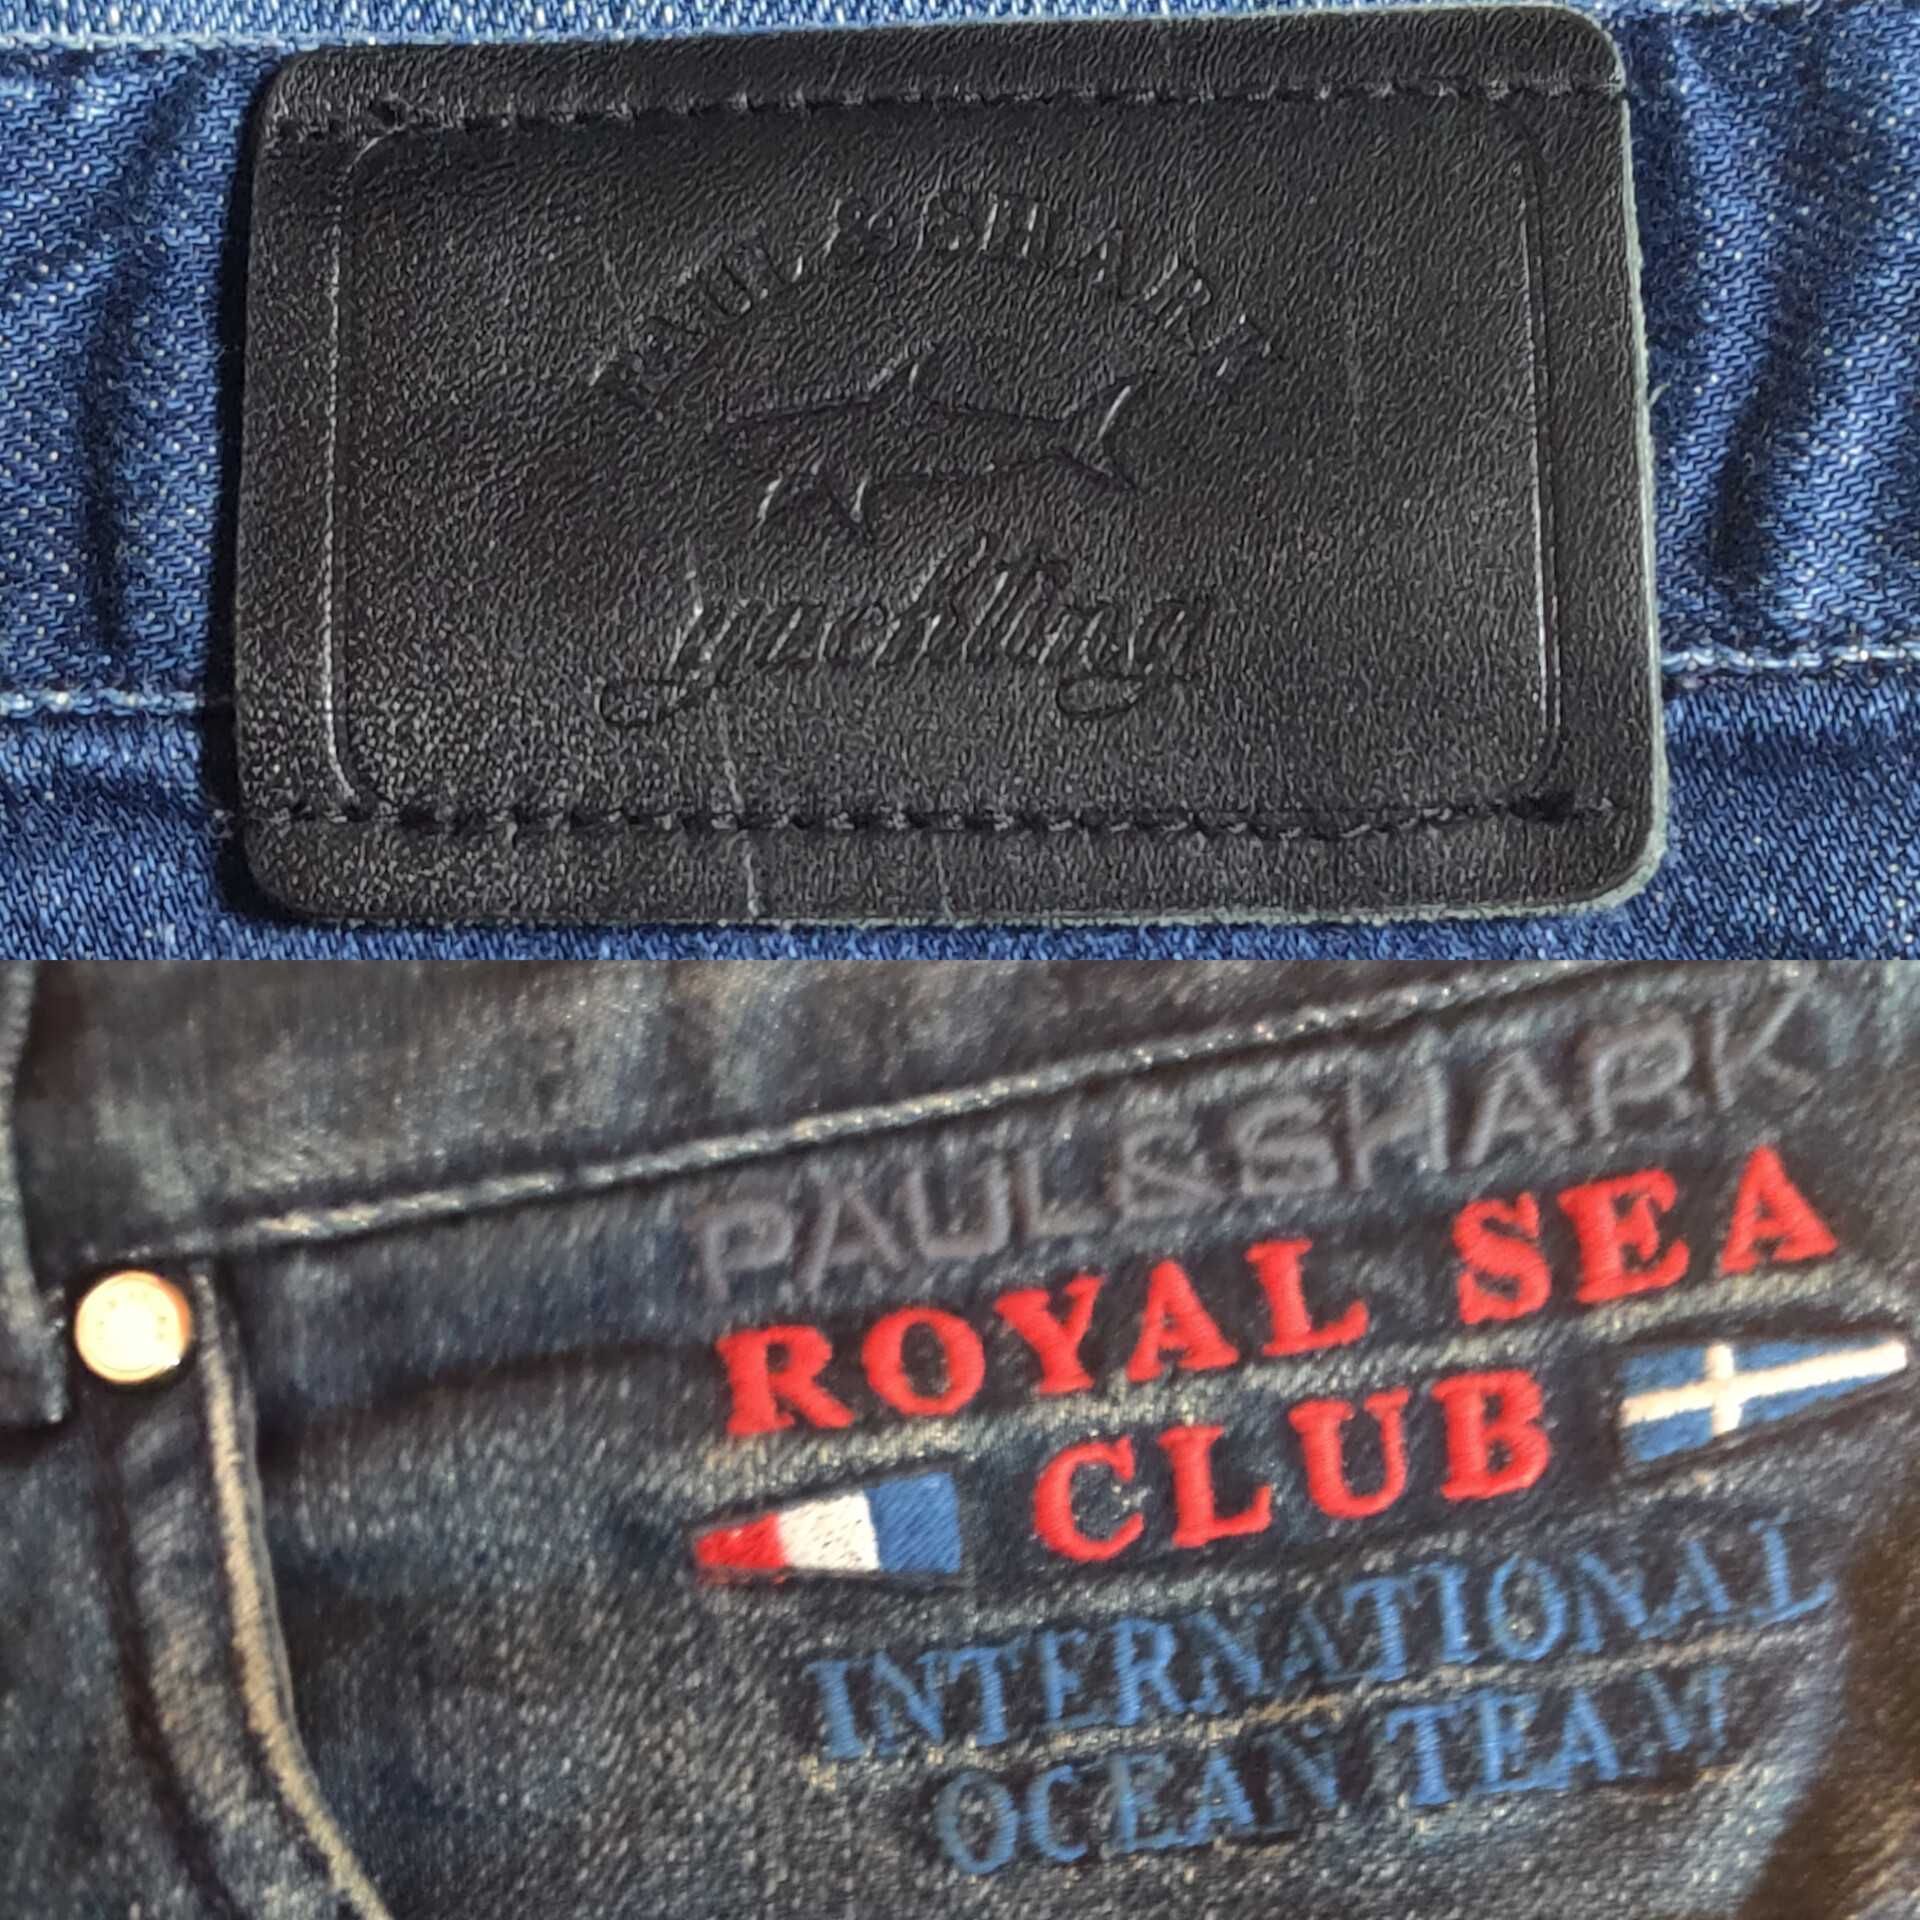 PAUL & SHARK
yachting
PAUL&SHARK
ROYAL SEA
CLUB
INTERNATIONAL
OCEAN TEAM